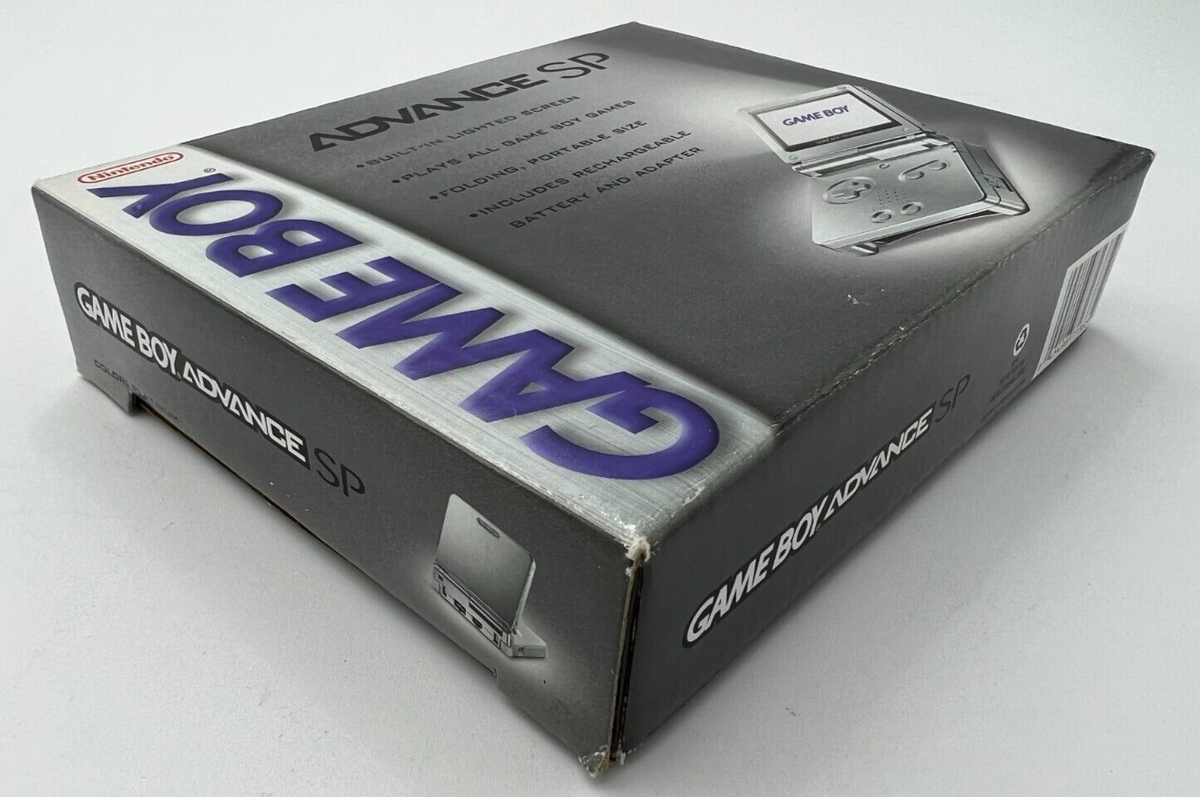 Nintendo
GAME BOY®
ADVANCE SP
•BUILT-IN LIGHTED SCREEN
•PLAYS ALL GAME BOY GAMES
•FOLDING, PORTABLE SIZE
•INCLUDES RECHARGEABLE
BATTERY AND ADAPTER
GAME BOY
GAME BOY ADVANCE SP
GAME BOY ADVANCE SP